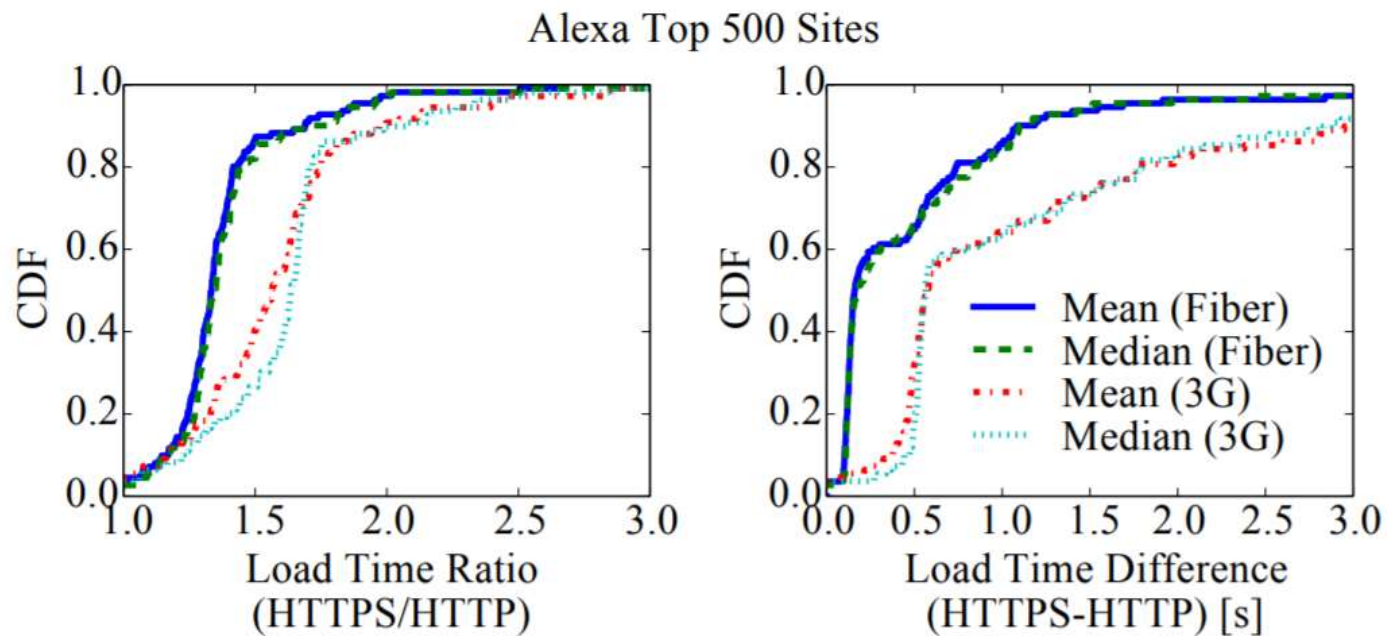 Alexa Top 500 Sites
CDF
1.0
0.8
0.6
0.4
0.2
0.0
1.0 1.5 2.0 2.5 3.0
Load Time Ratio
(HTTPS/HTTP)
CDF
1.0
0.8
0.6
0.4
0.2
0.0
Mean (Fiber)
Median (Fiber)
Mean (3G)
Median (3G)
0.0 0.5 1.0 1.5 2.0 2.5 3.0
Load Time Difference
(HTTPS-HTTP) [s]